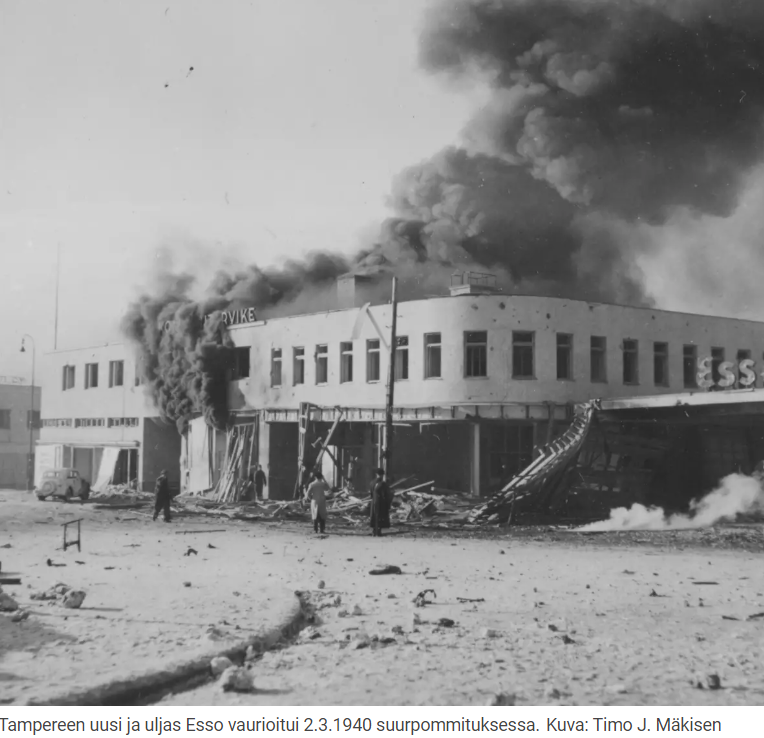 RVIKE
ESS
Tampereen uusi ja uljas Esso vaurioitui 2.3.1940 suurpommituksessa. Kuva: Timo J. Mäkisen